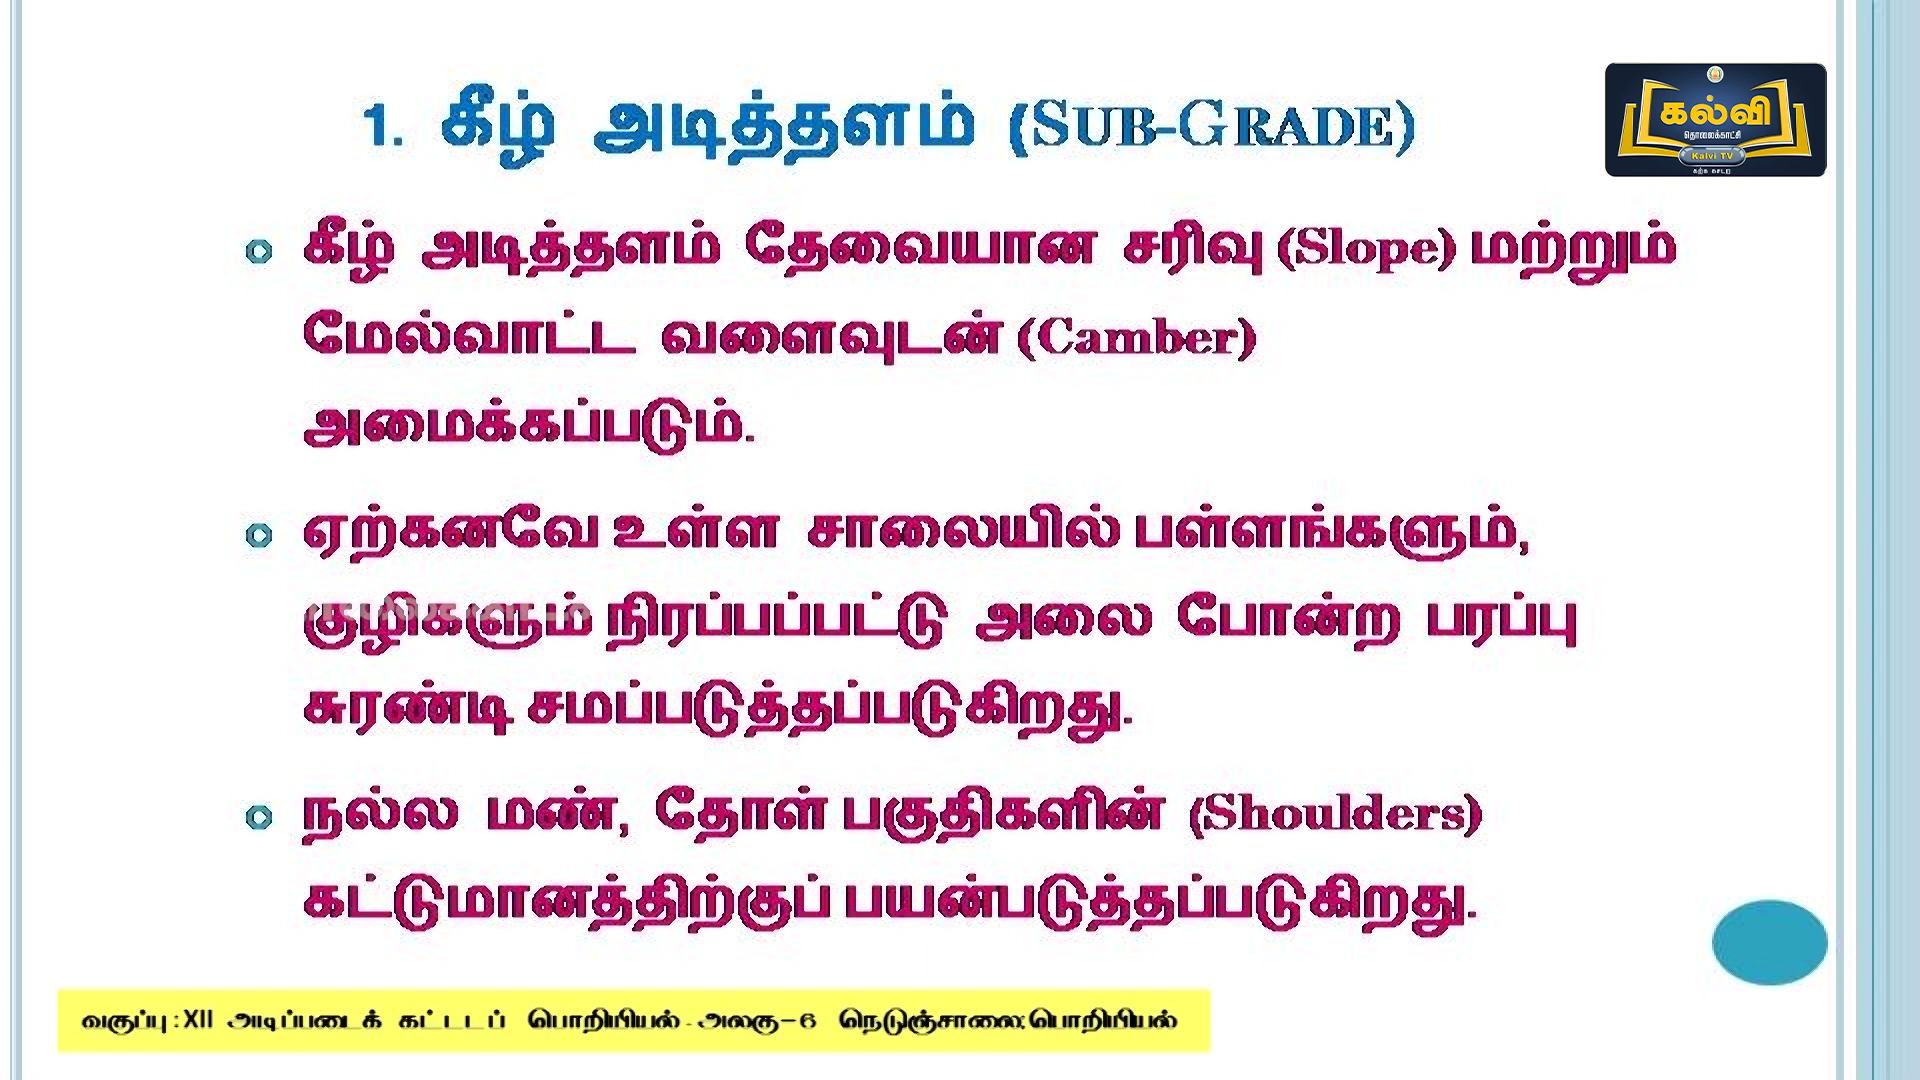 1. கீழ் அடித்தளம் (SUB-GRADE)
கல்வி
தொலைக்காட்சி
Kalvi TV
கற்க கசடற
கீழ் அடித்தளம் தேவையான சரிவு (Slope) மற்றும்
மேல்வாட்ட வளைவுடன் (Camber)
அமைக்கப்படும்.
ஏற்கனவே உள்ள சாலையில் பள்ளங்களும்,
குழிகளும் நிரப்பப்பட்டு அலை போன்ற பரப்பு
சுரண்டி சமப்படுத்தப்படுகிறது.
நல்ல மண், தோள் பகுதிகளின் (Shoulders)
கட்டுமானத்திற்குப் பயன்படுத்தப்படுகிறது.
வகுப்பு : XII அடிப்படைக் கட்டடப் பொறியியல் - அலகு – 6 நெடுஞ்சாலை பொறியியல்